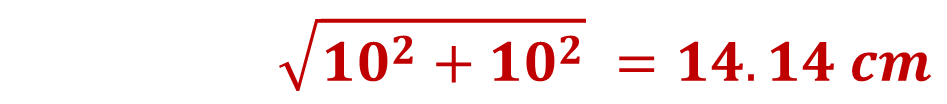 √10² + 10² = 14.14 cm